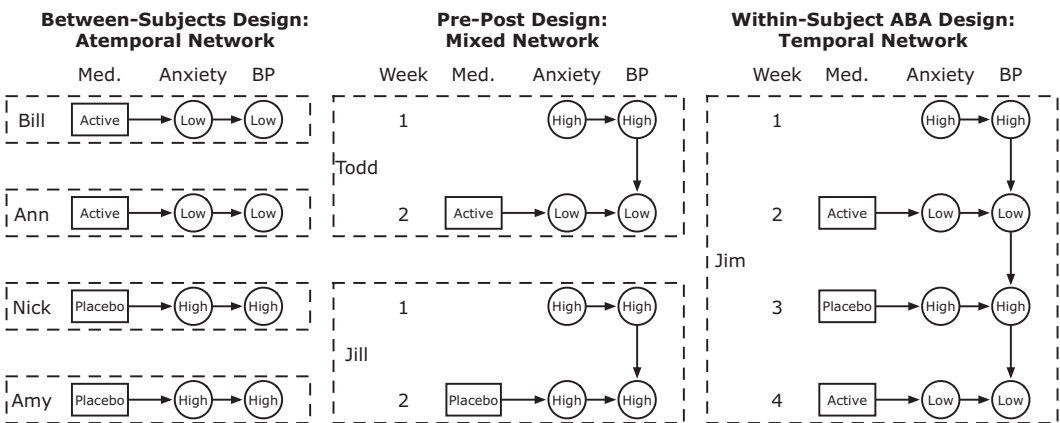 Between-Subjects Design:
Atemporal Network
Med. Anxiety BP
Bill Active Low Low
Ann Active Low Low
Nick Placebo High High
Amy Placebo High High
Pre-Post Design:
Mixed Network
Week Med. Anxiety BP
1 High High
Todd
2 Active Low Low
1 High High
Jill
2 Placebo High High
Within-Subject ABA Design:
Temporal Network
Week Med. Anxiety BP
1 High High
2 Active Low Low
Jim
3 Placebo High High
4 Active Low Low